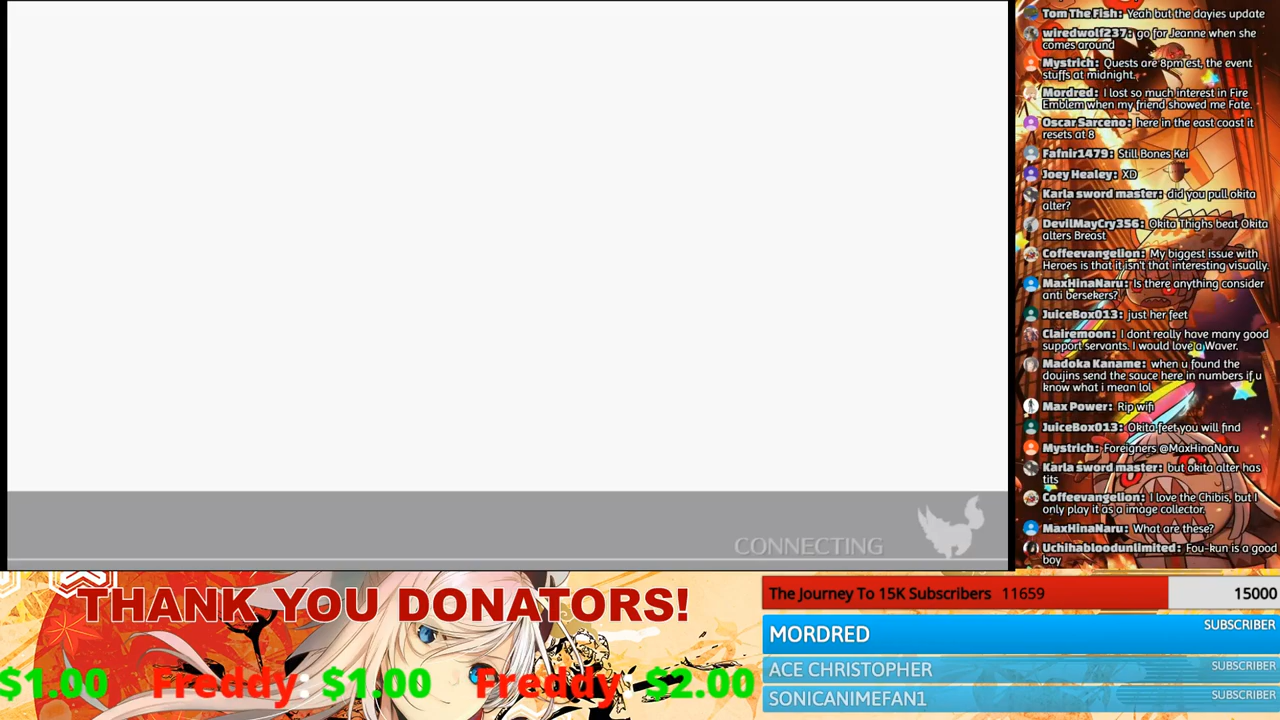 Tom The Fish: Yeah but the dayies update
wiredwolf237: go for Jeanne when she
comes around
Mystrich: Quests are 8pm est, the event
stuffs at midnight.
Mordred: I lost so much interest in Fire
Emblem when my friend showed me Fate.
Oscar Sarceno: here in the east coast it
resets at 8
Fafnir1479: Still Bones Kei
Joey Healey: XD
Karla sword master: did you pull okita
alter?
DevilMayCry356: Okita Thighs beat Okita
alters Breast
Coffeevangelion: My biggest issue with
Heroes is that it isn't that interesting visually.
MaxHinaNaru: Is there anything consider
anti bersekers?
JuiceBox013: just her feet
Clairemoon: I dont really have many good
support servants. I would love a Waver.
Madoka Kaname: when u found the
doujins send the sauce here in numbers if u
know what i mean lol
Max Power: Rip wifi
JuiceBox013: Okita feet you will find
Mystrich: Foreigners @MaxHinaNaru
Karla sword master: but okita alter has
tits
Coffeevangelion: I love the Chibis, but I
only play it as a image collector.
MaxHinaNaru: What are these?
Uchihabloodunlimited: Fou-kun is a good
boy
CONNECTING
THANK YOU DONATORS!
$1.00 Freddy: $1.00 Freddy: $2.00
The Journey To 15K Subscribers 11659 15000
MORDRED SUBSCRIBER
ACE CHRISTOPHER SUBSCRIBER
SONICANIMEFAN1 SUBSCRIBER